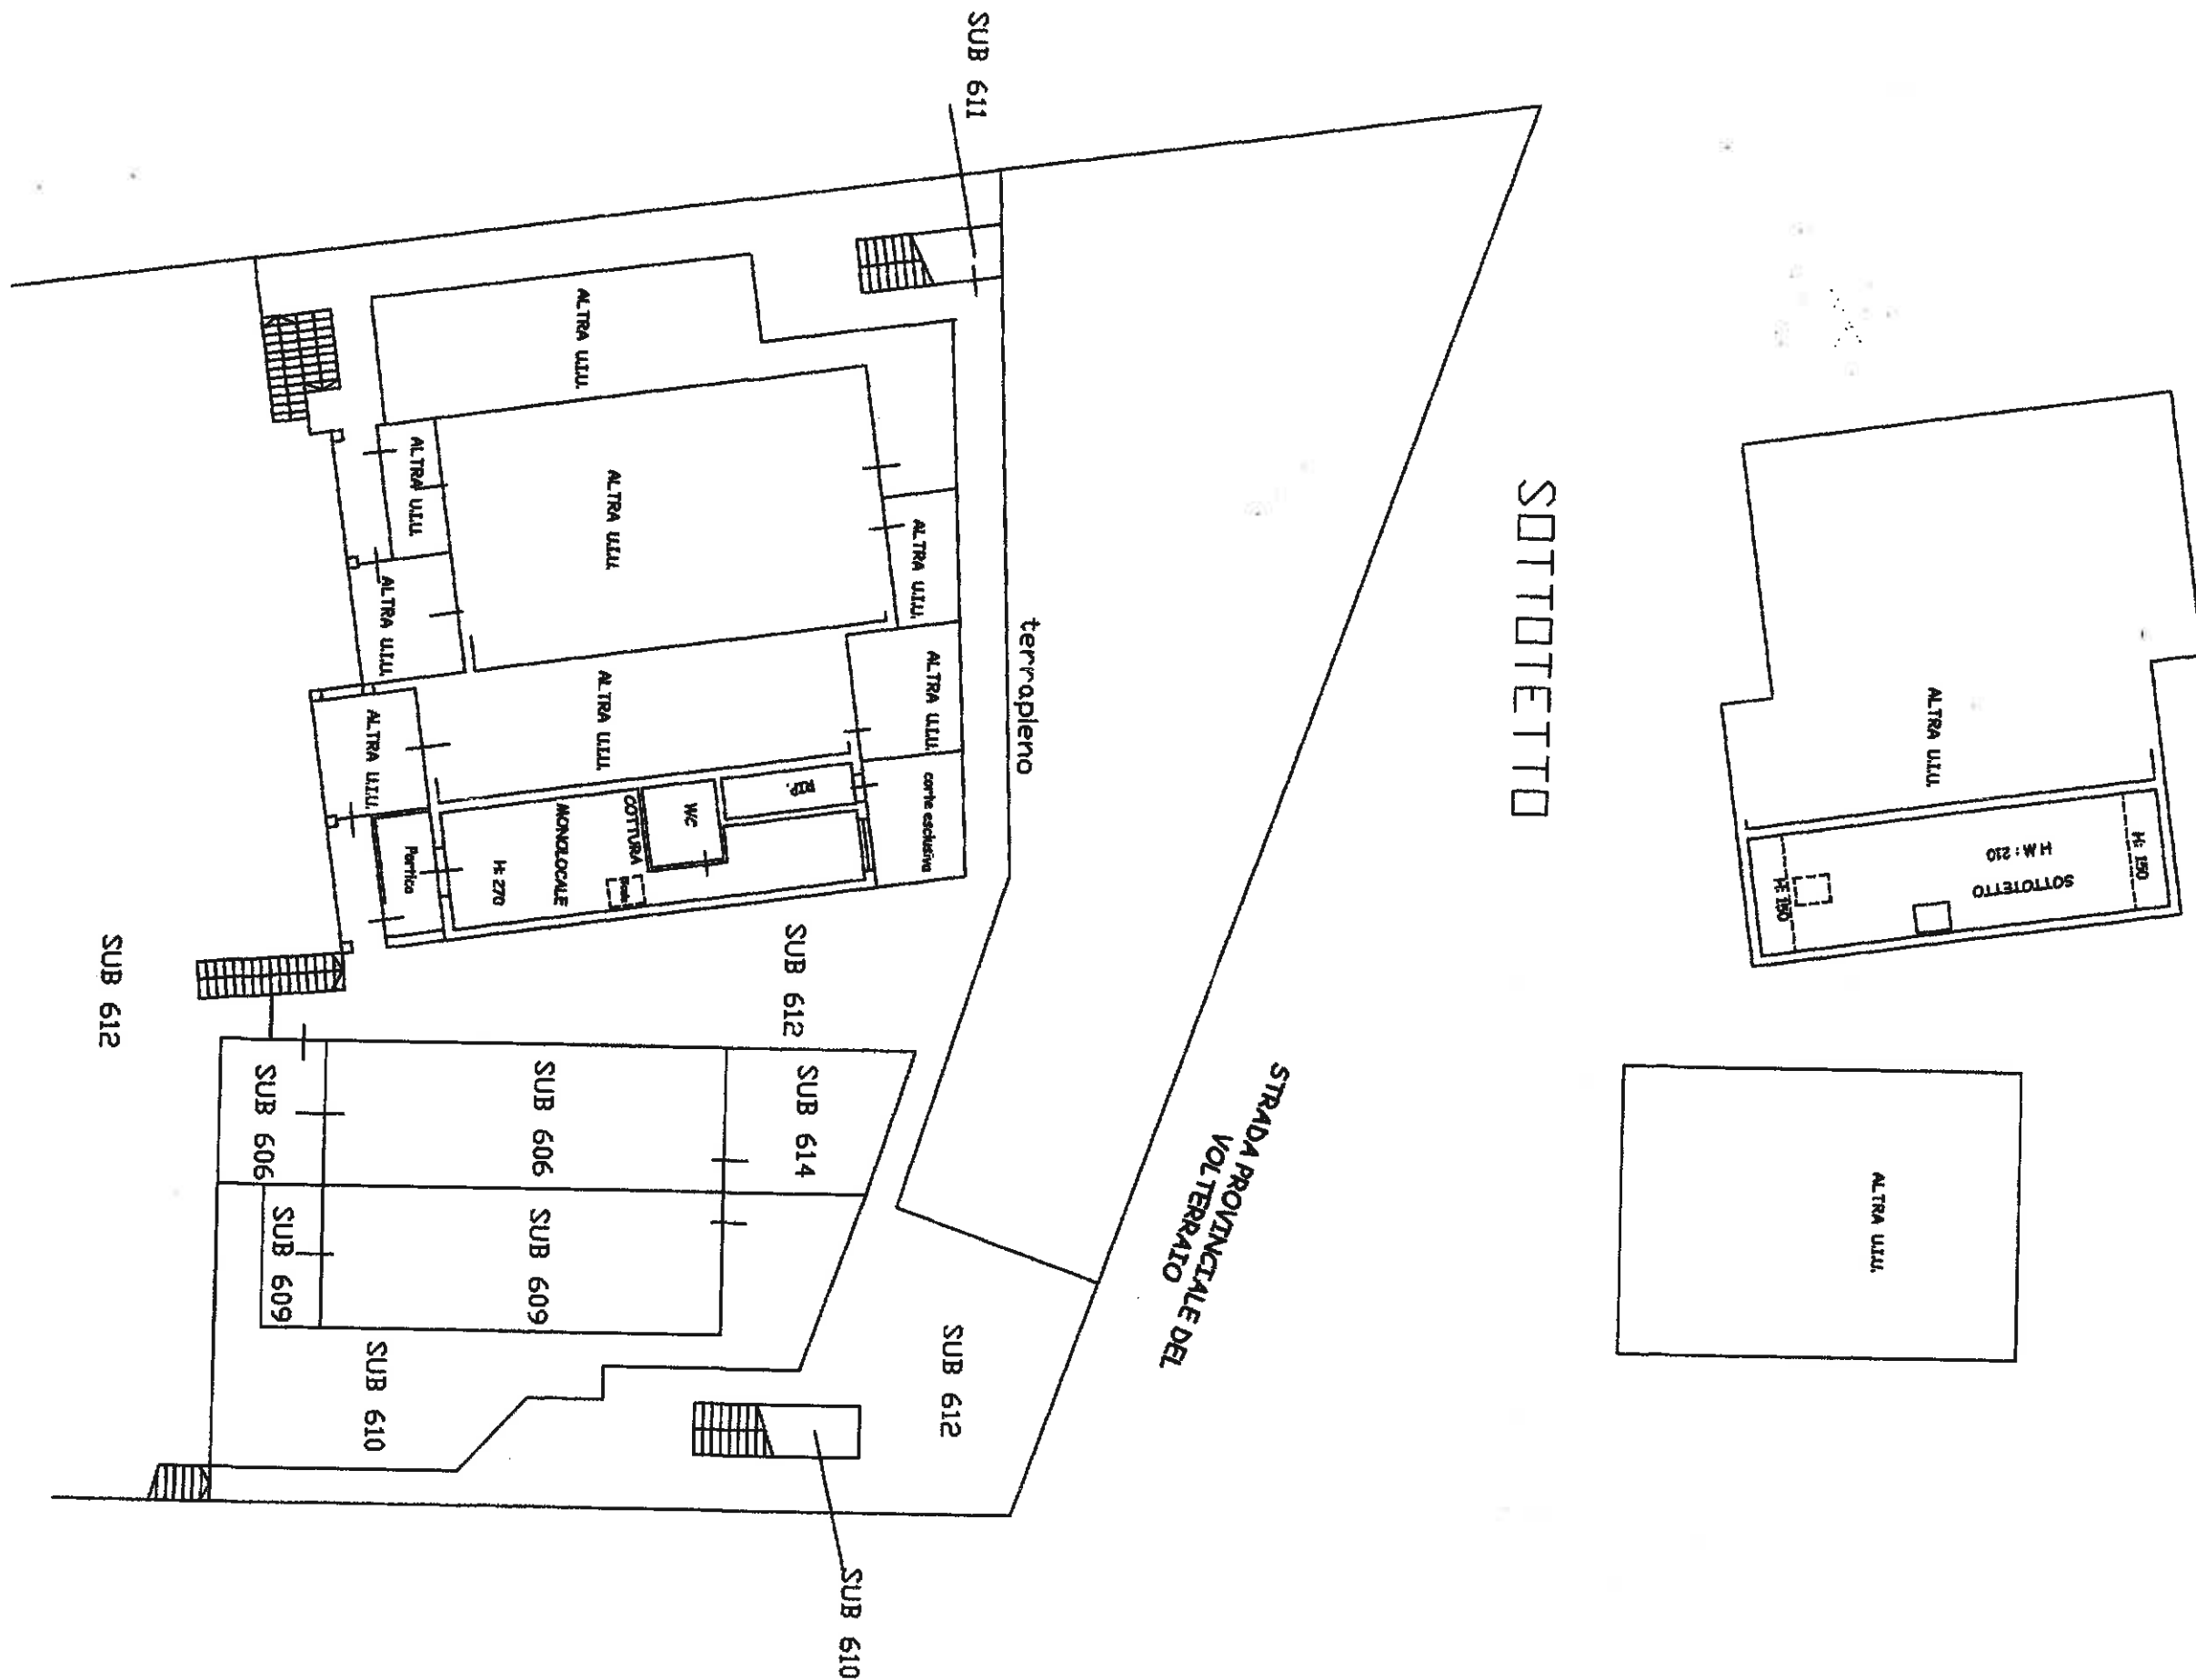 SUB 611
ALTRA U.I.U.
ALTRA U.I.U.
ALTRA U.I.U.
ALTRA U.I.U.
ALTRA U.I.U.
ALTRA U.I.U.
ALTRA U.I.U.
ALTRA U.I.U.
terrapieno
corte esclusiva
WC
COTTURA
MONOLOCALE
H: 270
Portico
SUB 612
SUB 612
SUB 614
SUB 606
SUB 606
SUB 609
SUB 609
SUB 610
SUB 612
SUB 610
STRADA PROVINCIALE DEL
VOLTERRAIO
SOTTOTETTO
ALTRA U.I.U.
H: 150
H.M: 210
SOTTOTETTO
H: 150
ALTRA U.I.U.